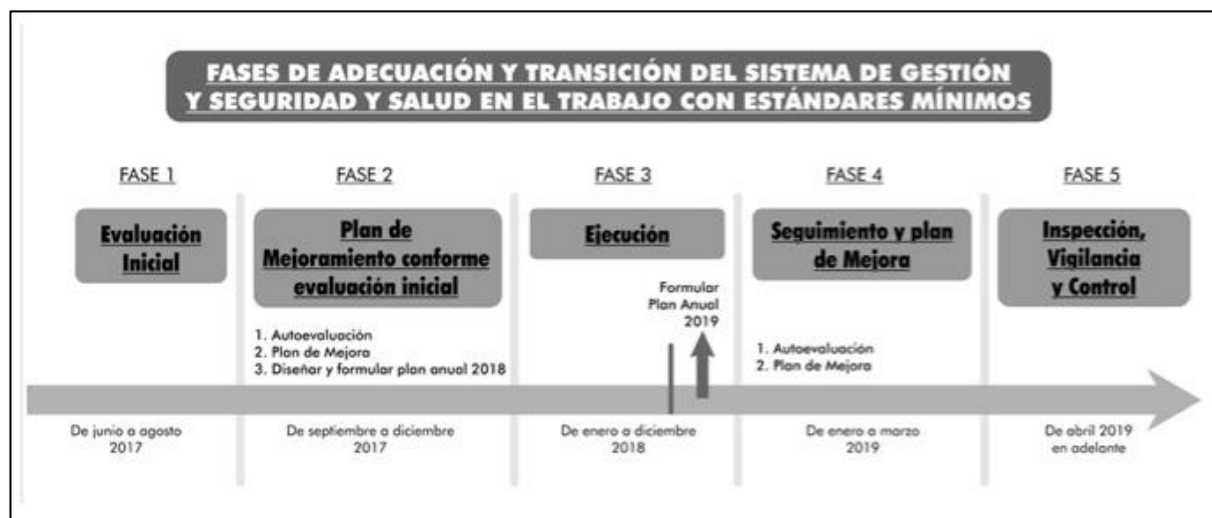 FASES DE ADECUACIÓN Y TRANSICIÓN DEL SISTEMA DE GESTIÓN
Y SEGURIDAD Y SALUD EN EL TRABAJO CON ESTÁNDARES MÍNIMOS
FASE 1
Evaluación
Inicial
De junio a agosto
2017
FASE 2
Plan de
Mejoramiento conforme
evaluación inicial
1. Autoevaluación
2. Plan de Mejora
3. Diseñar y formular plan anual 2018
De septiembre a diciembre
2017
FASE 3
Ejecución
Formular
Plan Anual
2019
De enero a diciembre
2018
FASE 4
Seguimiento y plan
de Mejora
1. Autoevaluación
2. Plan de Mejora
De enero a marzo
2019
FASE 5
Inspección,
Vigilancia
y Control
De abril 2019
en adelante